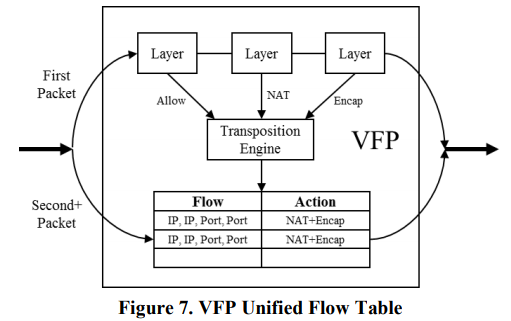 Layer Layer Layer
First
Packet
Allow NAT Encap
Transposition
Engine
VFP
Second+
Packet
Flow Action
IP, IP, Port, Port NAT+Encap
IP, IP, Port, Port NAT+Encap
Figure 7. VFP Unified Flow Table